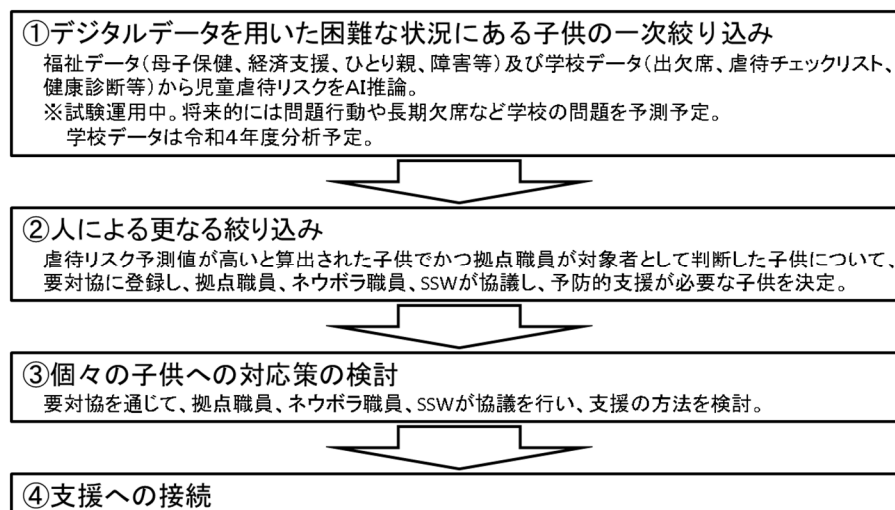 ①デジタルデータを用いた困難な状況にある子供の一次絞り込み
福祉データ(母子保健、経済支援、ひとり親、障害等)及び学校データ(出欠席、虐待チェックリスト、
健康診断等)から児童虐待リスクをAI推論。
※試験運用中。将来的には問題行動や長期欠席など学校の問題を予測予定。
学校データは令和4年度分析予定。
②人による更なる絞り込み
虐待リスク予測値が高いと算出された子供でかつ拠点職員が対象者として判断した子供について、
要対協に登録し、拠点職員、ネウボラ職員、SSWが協議し、予防的支援が必要な子供を決定。
③個々の子供への対応策の検討
要対協を通じて、拠点職員、ネウボラ職員、SSWが協議を行い、支援の方法を検討。
④支援への接続